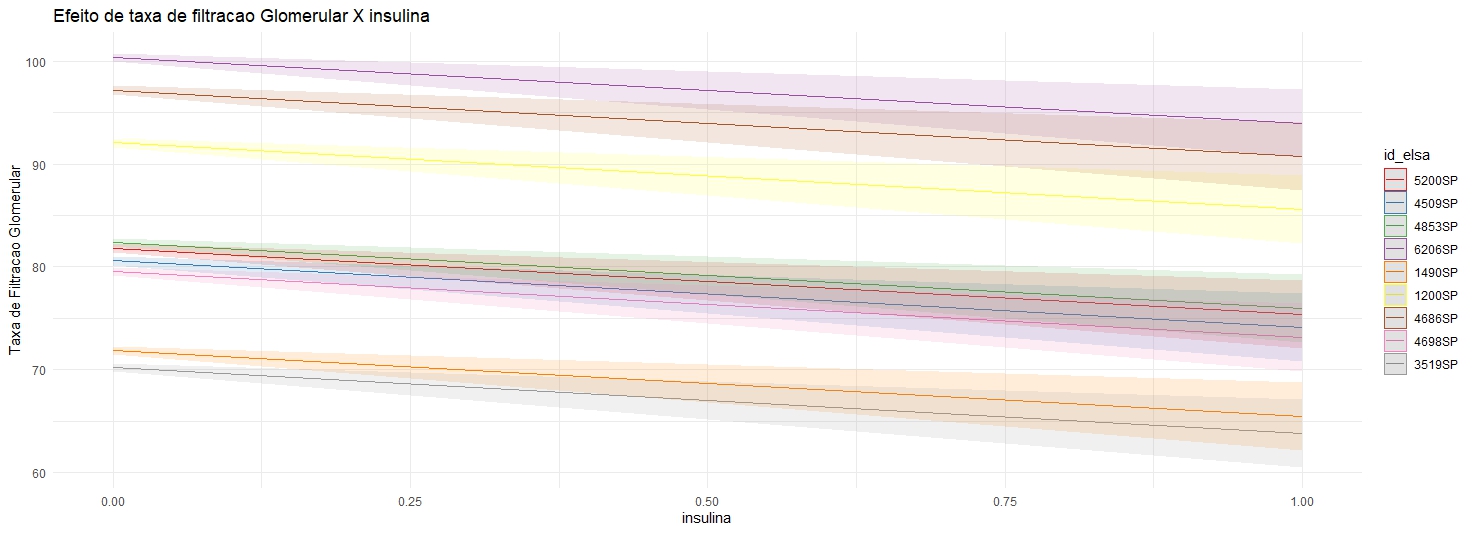 Efeito de taxa de filtracao Glomerular X insulina
Taxa de Filtracao Glomerular
100
90
80
70
60
0.00
0.25
0.50
0.75
1.00
insulina
id_elsa
5200SP
4509SP
4853SP
6206SP
1490SP
1200SP
4686SP
4698SP
3519SP